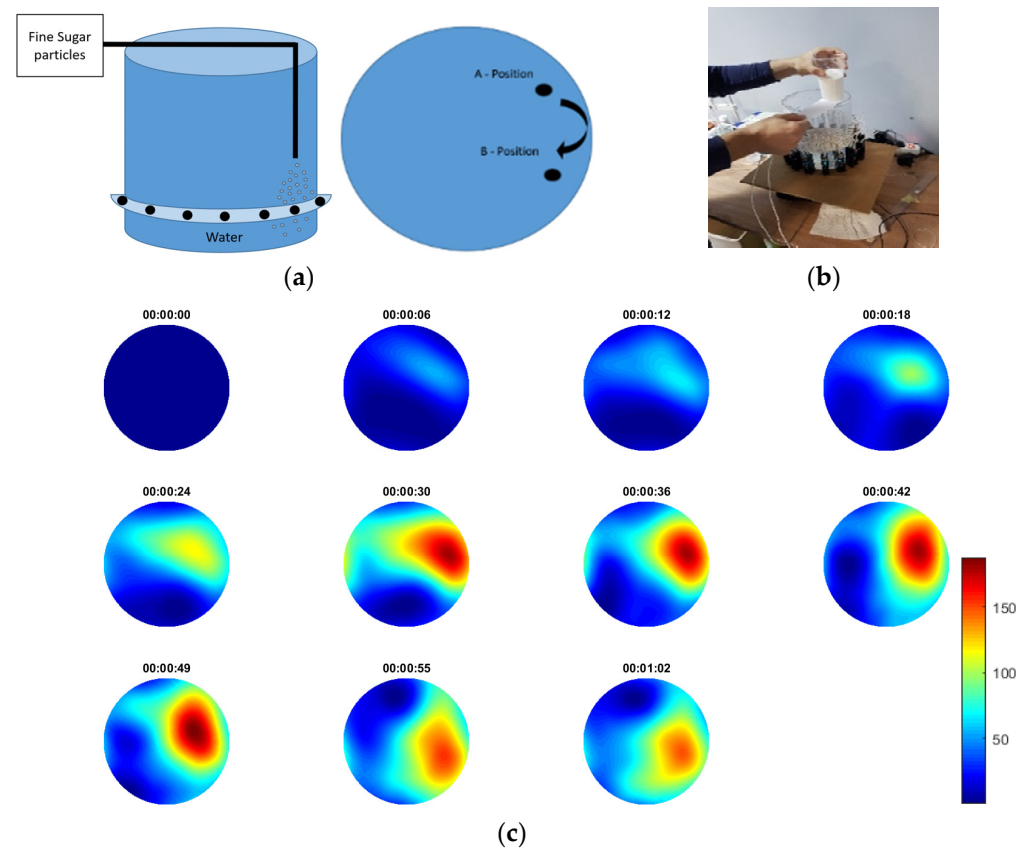 Fine Sugar
particles
Water
A - Position
B - Position
(a)
(b)
00:00:00
00:00:06
00:00:12
00:00:18
00:00:24
00:00:30
00:00:36
00:00:42
00:00:49
00:00:55
00:01:02
150
100
50
(c)